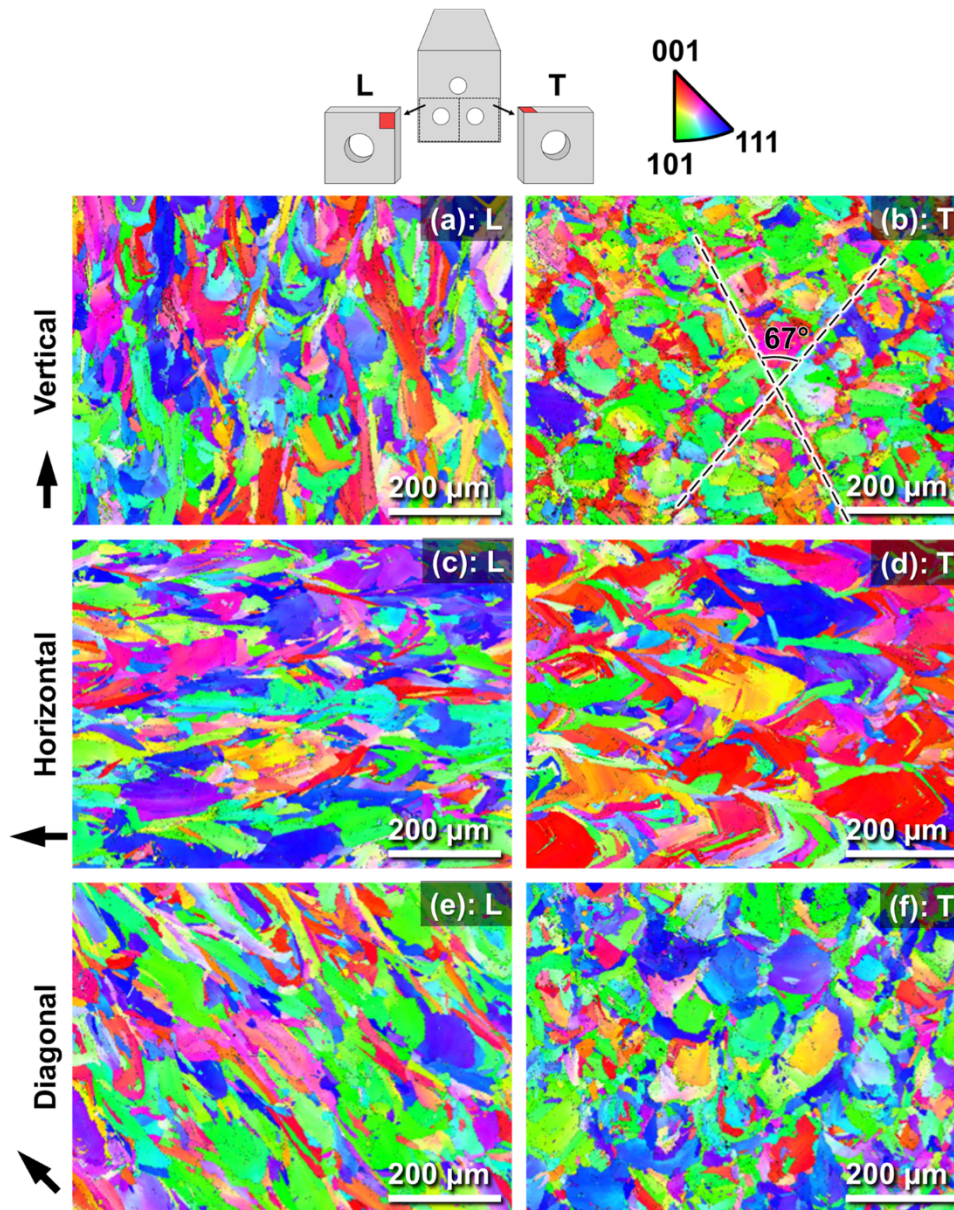 L
T
001
101
111
Vertical
(a): L
200 µm
(b): T
67°
200 µm
Horizontal
(c): L
200 µm
(d): T
200 µm
Diagonal
(e): L
200 µm
(f): T
200 µm